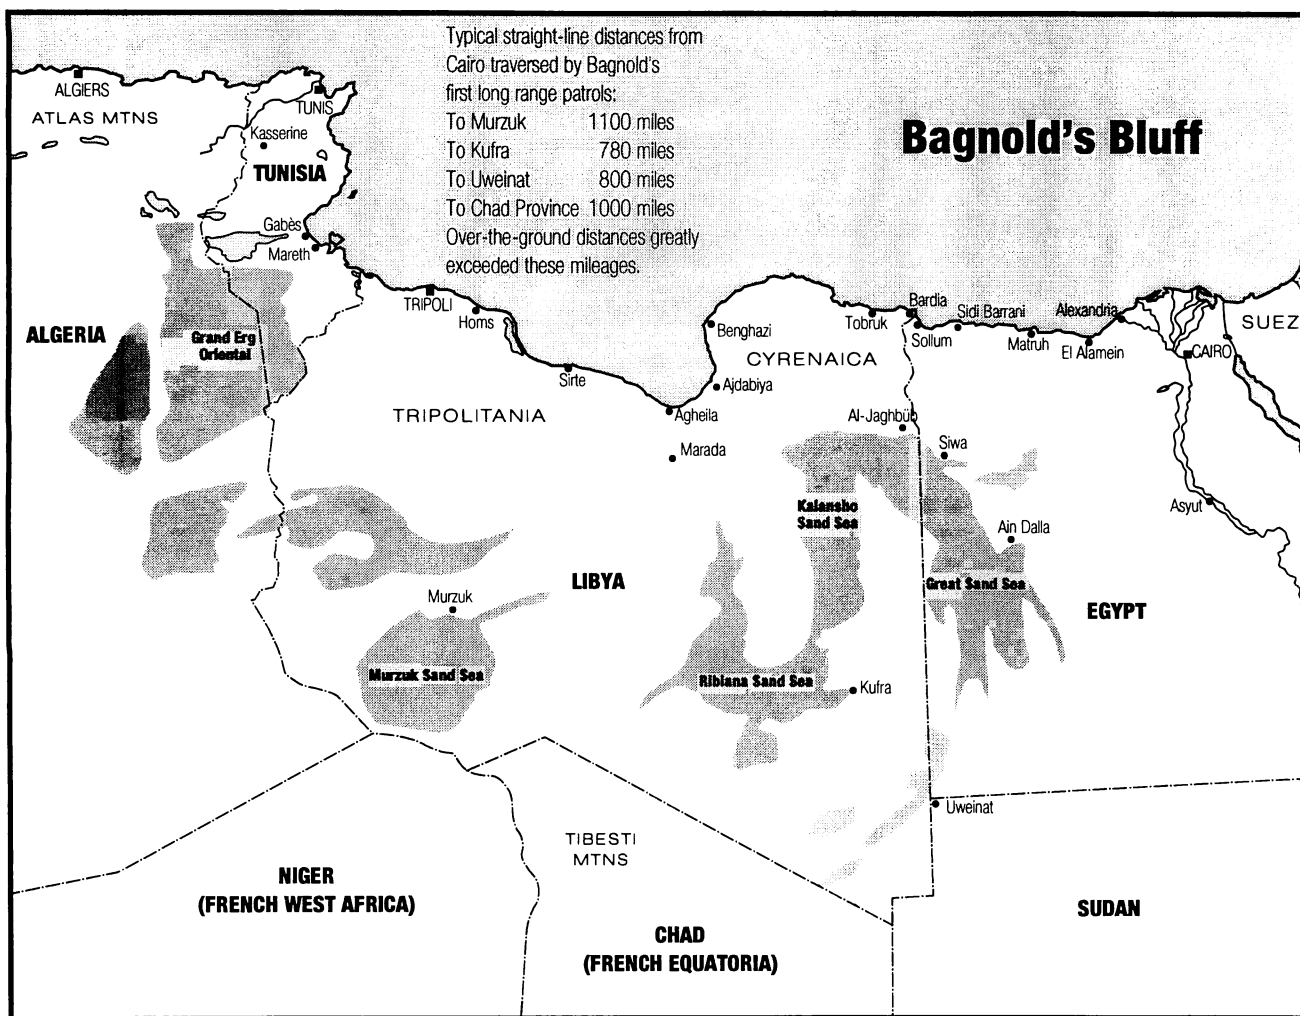 Typical straight-line distances from
Cairo traversed by Bagnold's
first long range patrols:
To Murzuk 1100 miles
To Kufra 780 miles
To Uweinat 800 miles
To Chad Province 1000 miles
Over-the-ground distances greatly
exceeded these mileages.
Bagnold's Bluff
ALGIERS
ATLAS MTNS
TUNIS
Kasserine
TUNISIA
Gabès
Mareth
TRIPOLI
Homs
ALGERIA
Grand Erg
Oriental
Sirte
Benghazi
CYRENAICA
Ajdabiya
Agheila
Marada
TRIPOLITANIA
Tobruk
Bardia
Sollum
Sidi Barrani
Matruh
Alexandria
El Alamein
CAIRO
SUEZ
Al-Jaghbūb
Siwa
Asyut
Kalansho
Sand Sea
Ain Dalla
Great Sand Sea
LIBYA
EGYPT
Murzuk
Murzuk Sand Sea
Ribiana Sand Sea
Kufra
Uweinat
TIBESTI
MTNS
NIGER
(FRENCH WEST AFRICA)
CHAD
(FRENCH EQUATORIA)
SUDAN